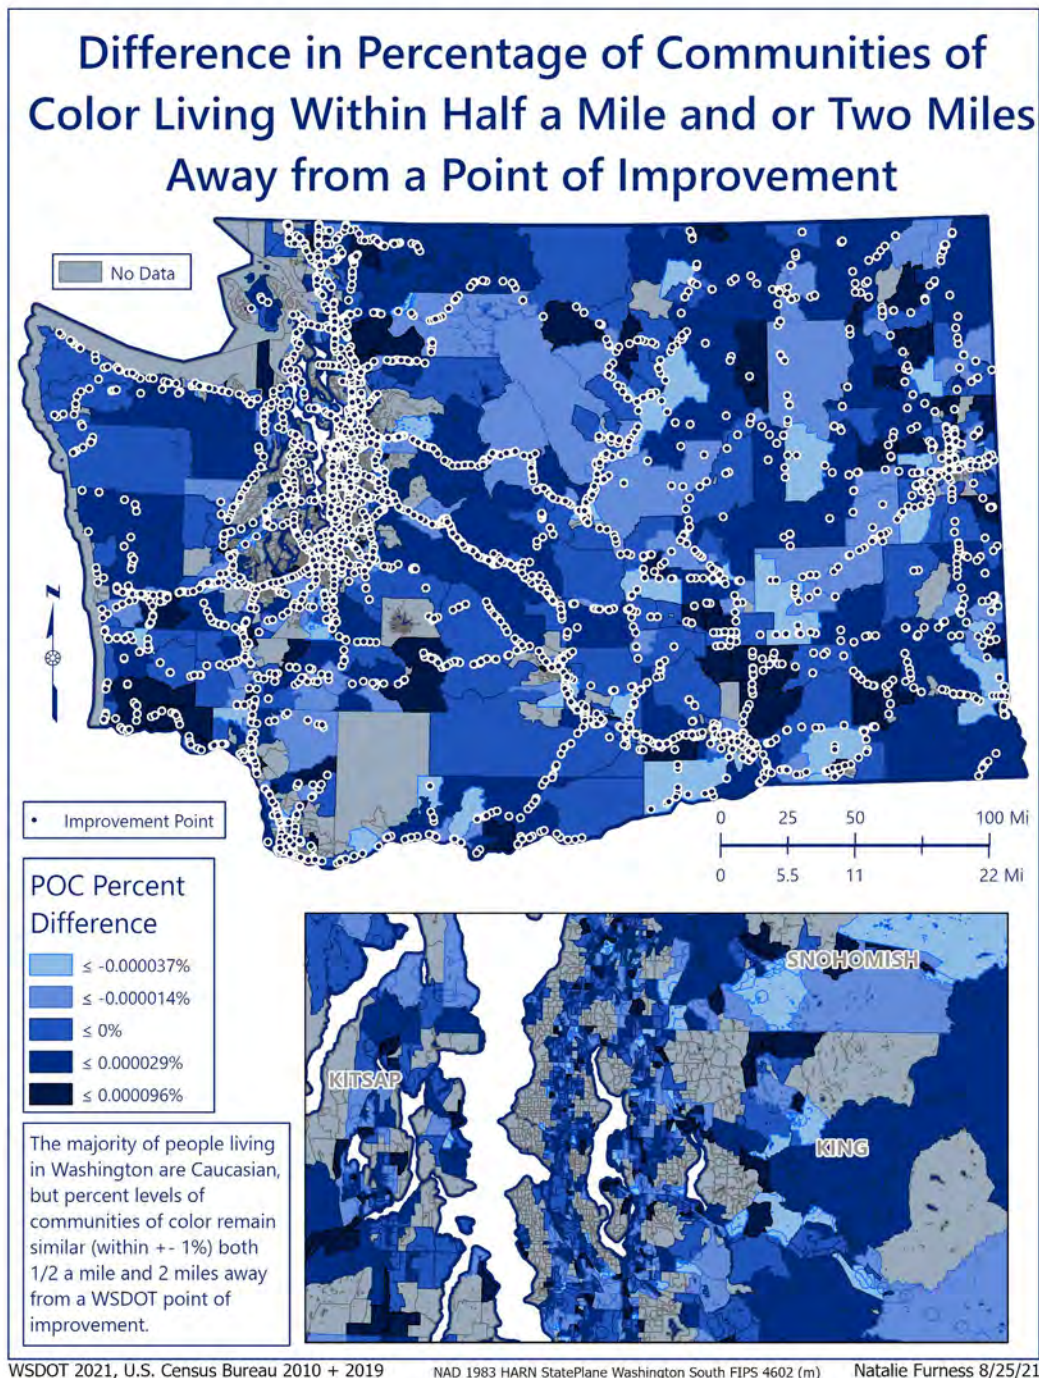 Difference in Percentage of Communities of
Color Living Within Half a Mile and or Two Miles
Away from a Point of Improvement
No Data
N
Improvement Point
0 25 50 100 Mi
0 5.5 11 22 Mi
POC Percent
Difference
≤ -0.000037%
≤ -0.000014%
≤ 0%
≤ 0.000029%
≤ 0.000096%
The majority of people living
in Washington are Caucasian,
but percent levels of
communities of color remain
similar (within +- 1%) both
1/2 a mile and 2 miles away
from a WSDOT point of
improvement.
SNOHOMISH
KITSAP
KING
WSDOT 2021, U.S. Census Bureau 2010 + 2019 NAD 1983 HARN StatePlane Washington South FIPS 4602 (m) Natalie Furness 8/25/21